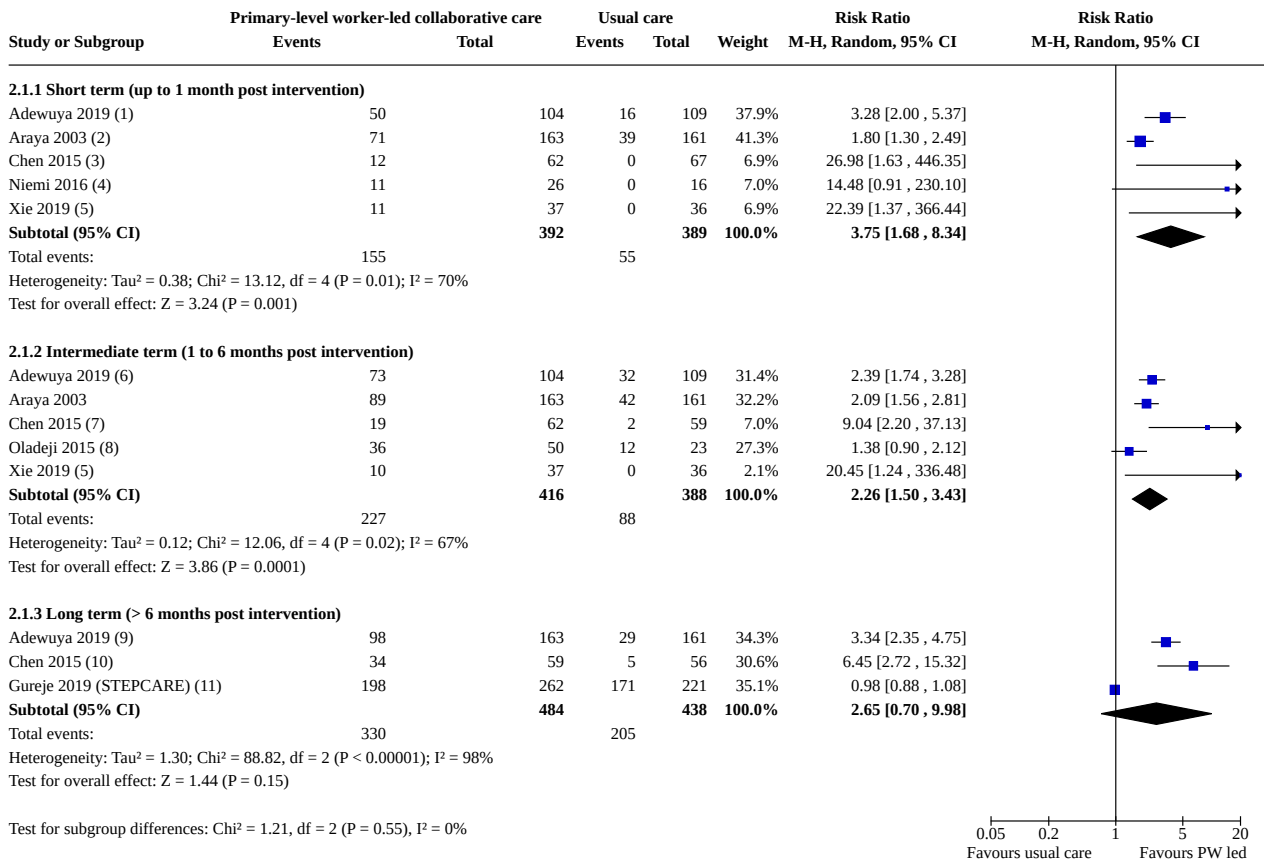 Primary-level worker-led collaborative care Usual care Risk Ratio Risk Ratio
Study or Subgroup Events Total Events Total Weight M-H, Random, 95% CI M-H, Random, 95% CI
2.1.1 Short term (up to 1 month post intervention)
Adewuya 2019 (1) 50 104 16 109 37.9% 3.28 [2.00 , 5.37]
Araya 2003 (2) 71 163 39 161 41.3% 1.80 [1.30 , 2.49]
Chen 2015 (3) 12 62 0 67 6.9% 26.98 [1.63 , 446.35]
Niemi 2016 (4) 11 26 0 16 7.0% 14.48 [0.91 , 230.10]
Xie 2019 (5) 11 37 0 36 6.9% 22.39 [1.37 , 366.44]
Subtotal (95% CI) 392 389 100.0% 3.75 [1.68 , 8.34]
Total events: 155 55
Heterogeneity: Tau² = 0.38; Chi² = 13.12, df = 4 (P = 0.01); I² = 70%
Test for overall effect: Z = 3.24 (P = 0.001)
2.1.2 Intermediate term (1 to 6 months post intervention)
Adewuya 2019 (6) 73 104 32 109 31.4% 2.39 [1.74 , 3.28]
Araya 2003 89 163 42 161 32.2% 2.09 [1.56 , 2.81]
Chen 2015 (7) 19 62 2 59 7.0% 9.04 [2.20 , 37.13]
Oladeji 2015 (8) 36 50 12 23 27.3% 1.38 [0.90 , 2.12]
Xie 2019 (5) 10 37 0 36 2.1% 20.45 [1.24 , 336.48]
Subtotal (95% CI) 416 388 100.0% 2.26 [1.50 , 3.43]
Total events: 227 88
Heterogeneity: Tau² = 0.12; Chi² = 12.06, df = 4 (P = 0.02); I² = 67%
Test for overall effect: Z = 3.86 (P = 0.0001)
2.1.3 Long term (> 6 months post intervention)
Adewuya 2019 (9) 98 163 29 161 34.3% 3.34 [2.35 , 4.75]
Chen 2015 (10) 34 59 5 56 30.6% 6.45 [2.72 , 15.32]
Gureje 2019 (STEPCARE) (11) 198 262 171 221 35.1% 0.98 [0.88 , 1.08]
Subtotal (95% CI) 484 438 100.0% 2.65 [0.70 , 9.98]
Total events: 330 205
Heterogeneity: Tau² = 1.30; Chi² = 88.82, df = 2 (P < 0.00001); I² = 98%
Test for overall effect: Z = 1.44 (P = 0.15)
Test for subgroup differences: Chi² = 1.21, df = 2 (P = 0.55), I² = 0%
0.05 0.2 1 5 20
Favours usual care Favours PW led